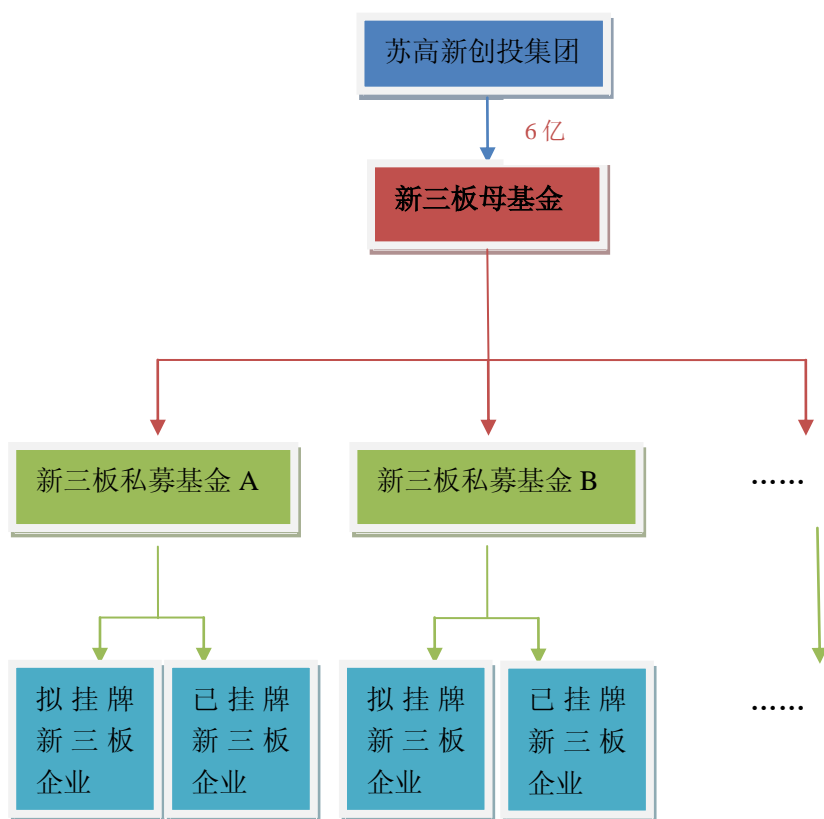 苏高新创投集团
6 亿
新三板母基金
新三板私募基金 A
新三板私募基金 B
……
拟 挂 牌
新 三 板
企业
已 挂 牌
新 三 板
企业
拟 挂 牌
新 三 板
企业
已 挂 牌
新 三 板
企业
……